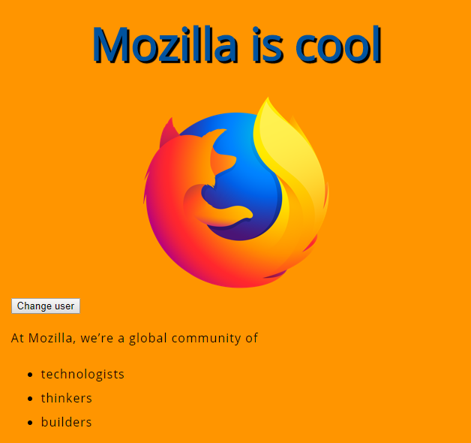 Mozilla is cool
Change user
At Mozilla, we’re a global community of
technologists
thinkers
builders